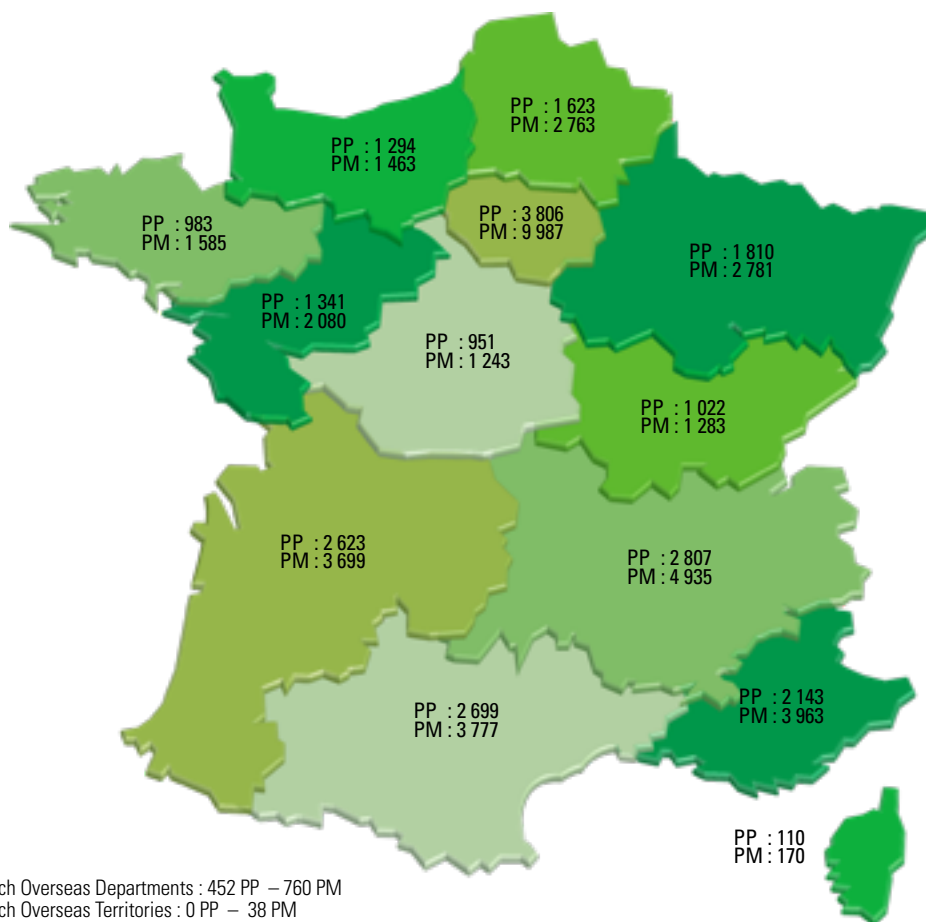 PP : 1 623
PM : 2 763
PP : 1 294
PM : 1 463
PP : 3 806
PM : 9 987
PP : 983
PM : 1 585
PP : 1 810
PM : 2 781
PP : 1 341
PM : 2 080
PP : 951
PM : 1 243
PP : 1 022
PM : 1 283
PP : 2 623
PM : 3 699
PP : 2 807
PM : 4 935
PP : 2 143
PM : 3 963
PP : 2 699
PM : 3 777
PP : 110
PM : 170
ch Overseas Departments : 452 PP – 760 PM
ch Overseas Territories : 0 PP – 38 PM